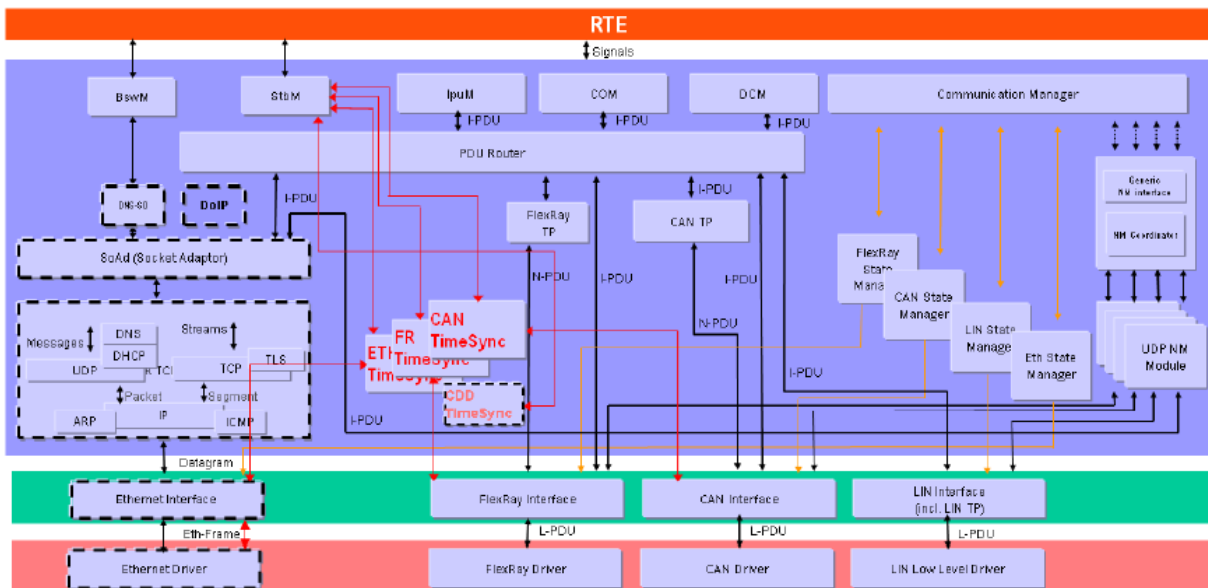 RTE
Signals
BswM
StbM
IpuM
COM
DCM
Communication Manager
I-PDU
I-PDU
I-PDU
PDU Router
Generic
NM interface
NM Coordinator
DNS-SD
DoIP
I-PDU
FlexRay
TP
I-PDU
CAN TP
SoAd (Socket Adaptor)
FlexRay
State
CAN State
Manager
LIN State
Eth State
Manager
N-PDU
I-PDU
I-PDU
N-PDU
I-PDU
I-PDU
UDP NM
Module
Messages
DNS
DHCP
Streams
UDP
TCP
TLS
Packet
Segment
ARP
IP
ICMP
CAN
TimeSync
FR
TimeSync
TimeSync
CDD
TimeSync
Datagram
Ethernet Interface
FlexRay Interface
CAN Interface
LIN Interface
(incl. LIN TP)
Eth-Frame
L-PDU
L-PDU
L-PDU
Ethernet Driver
FlexRay Driver
CAN Driver
LIN Low Level Driver